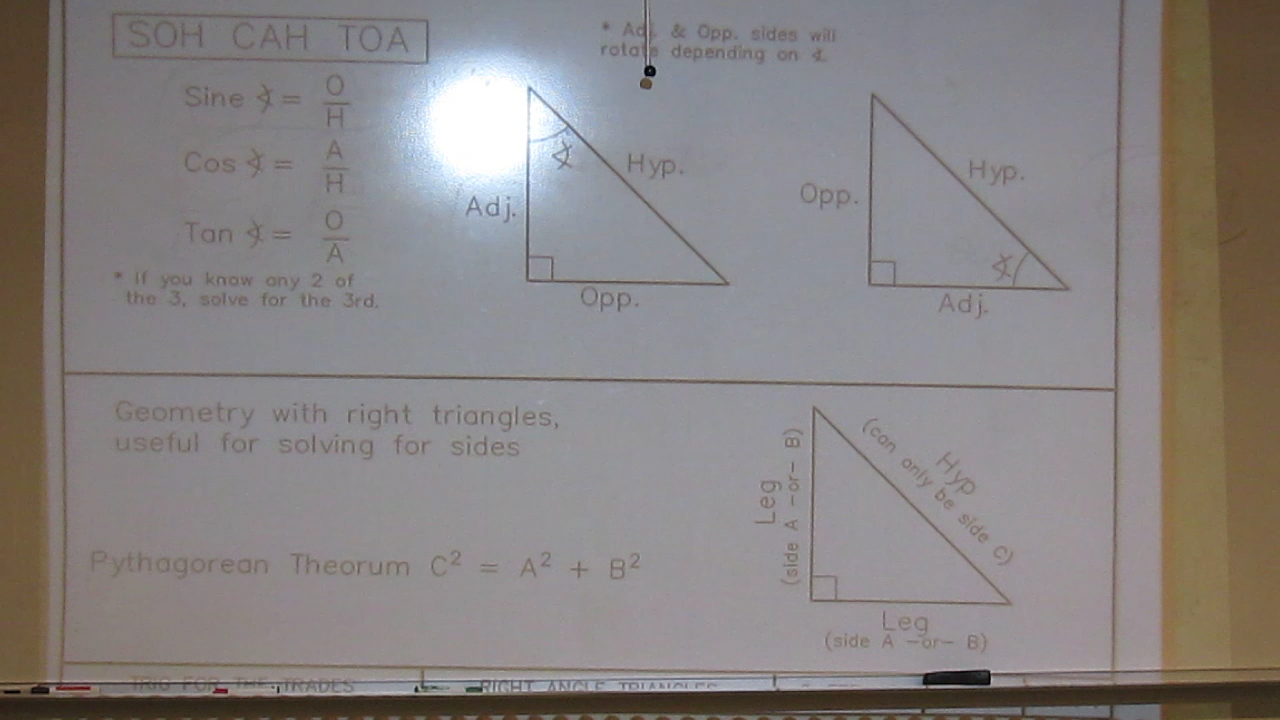 SOH CAH TOA
* Adj. & Opp. sides will
rotate depending on ∡.
Sine ∡ = O/H
Cos ∡ = A/H
Tan ∡ = O/A
* If you know any 2 of
the 3, solve for the 3rd.
∡
Hyp.
Adj.
Opp.
Hyp.
Opp.
∡
Adj.
Geometry with right triangles,
useful for solving for sides
Pythagorean Theorum C² = A² + B²
Leg
(side A -or- B)
Hyp
(can only be side C)
Leg
(side A -or- B)
TRIG FOR THE TRADES
RIGHT ANGLE TRIANGLES